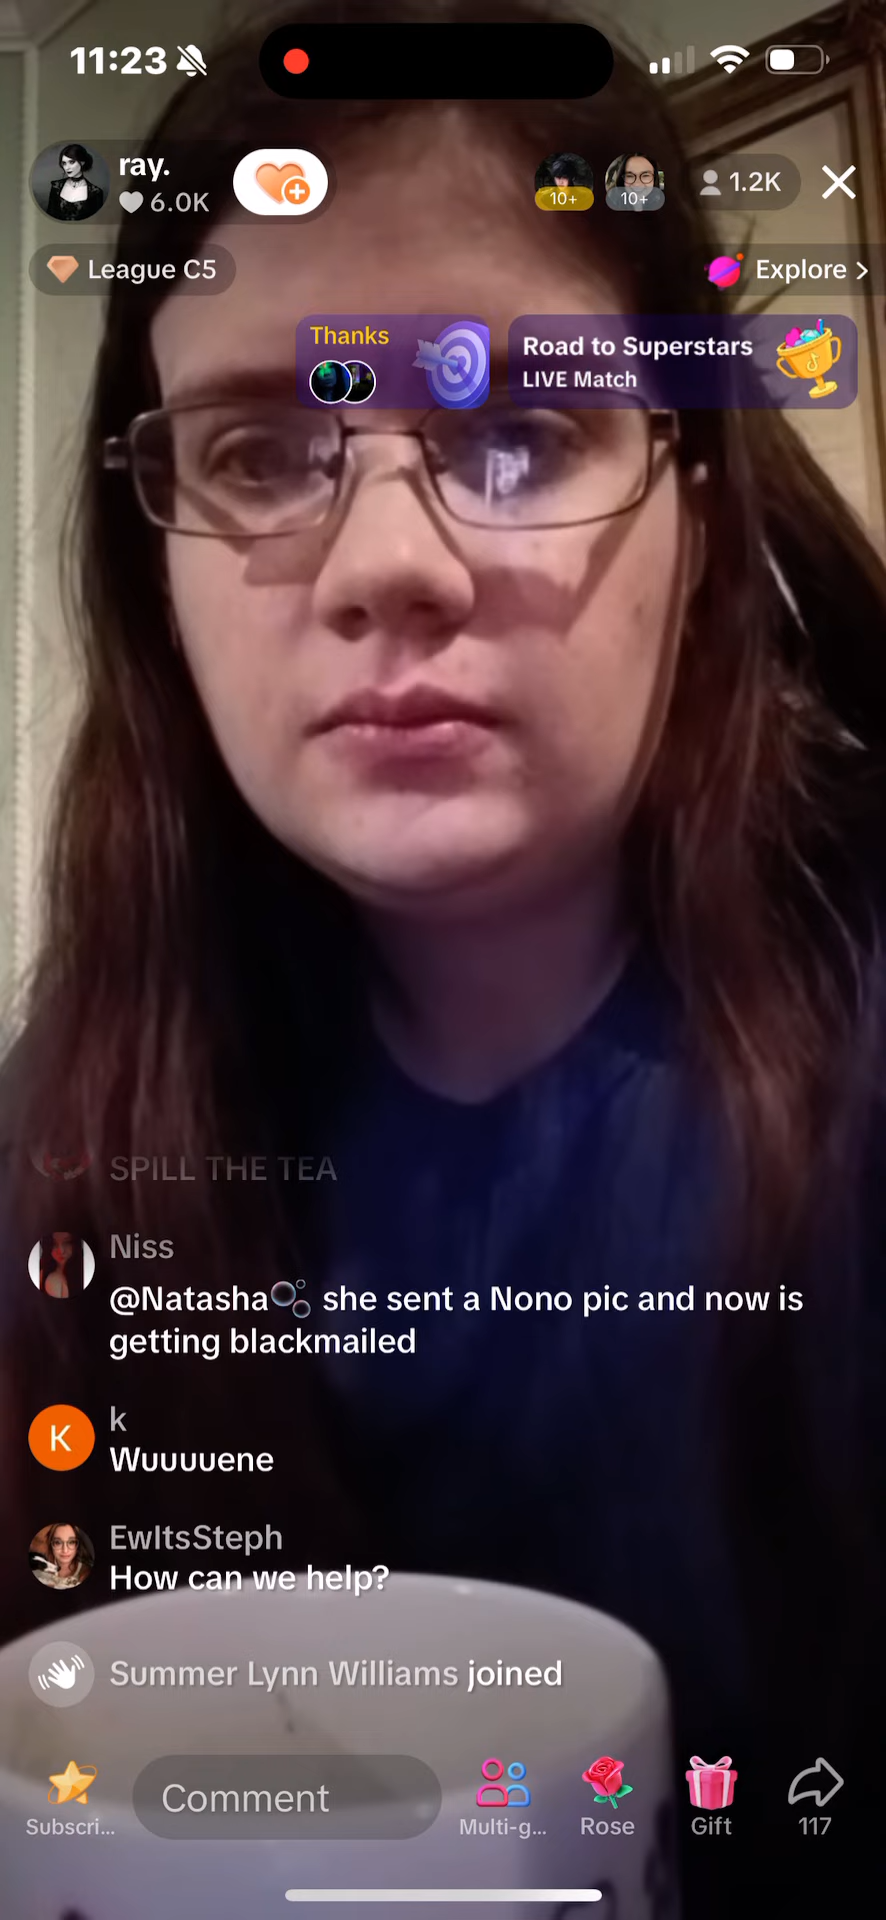 11:23
ray.
6.0K
10+
10+
1.2K
League C5
Explore >
Thanks
Road to Superstars
LIVE Match
SPILL THE TEA
Niss
@Natasha🫧 she sent a Nono pic and now is
getting blackmailed
K
k
Wuuuuene
EwItsSteph
How can we help?
Summer Lynn Williams joined
Comment
Subscri...
Multi-g...
Rose
Gift
117